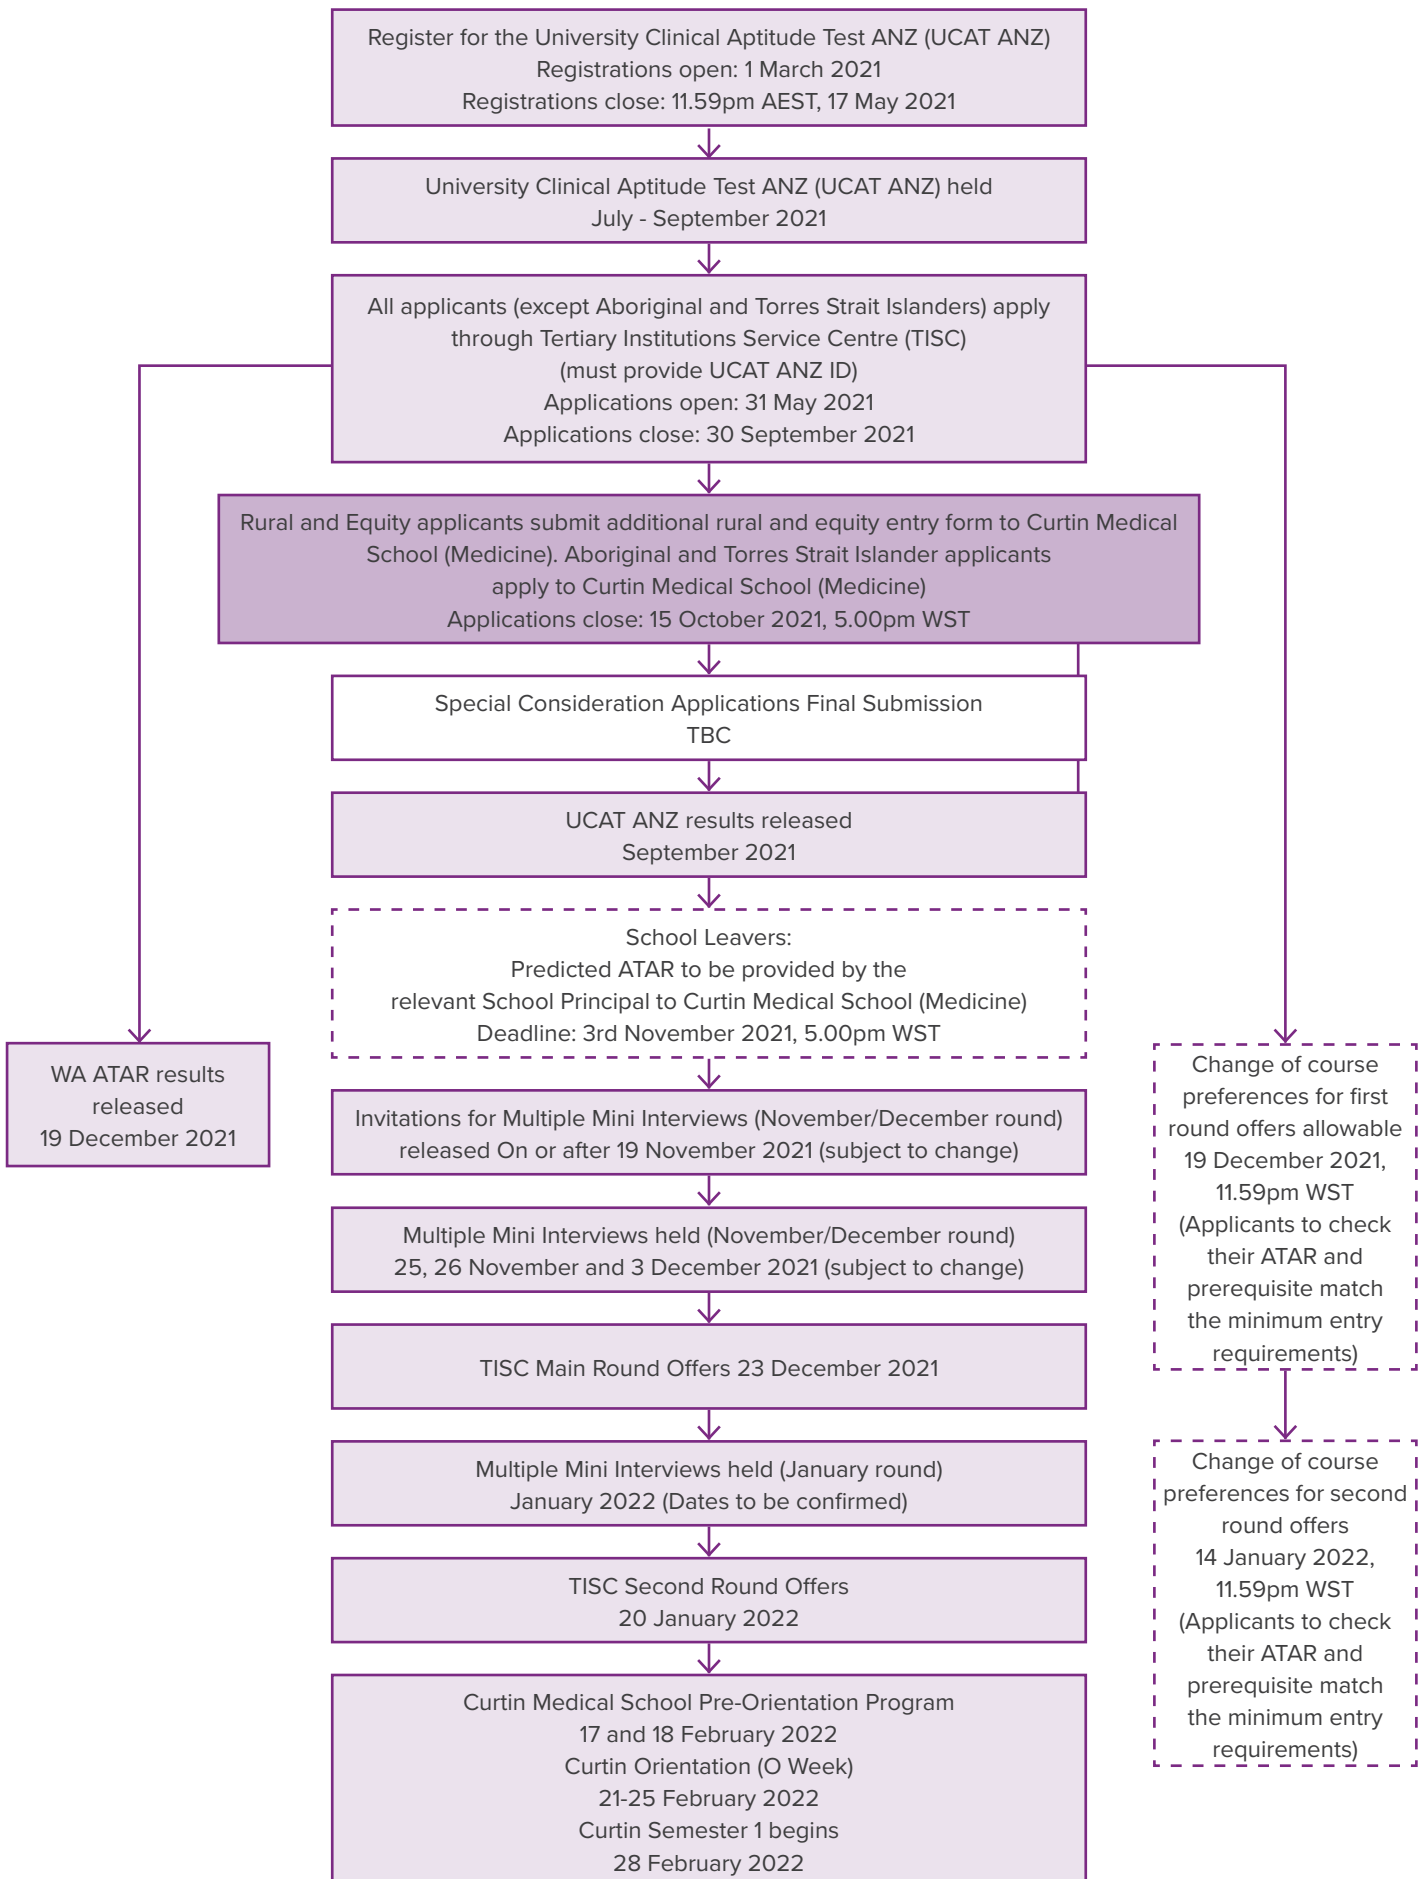 Register for the University Clinical Aptitude Test ANZ (UCAT ANZ)
Registrations open: 1 March 2021
Registrations close: 11.59pm AEST, 17 May 2021
University Clinical Aptitude Test ANZ (UCAT ANZ) held
July - September 2021
All applicants (except Aboriginal and Torres Strait Islanders) apply
through Tertiary Institutions Service Centre (TISC)
(must provide UCAT ANZ ID)
Applications open: 31 May 2021
Applications close: 30 September 2021
Rural and Equity applicants submit additional rural and equity entry form to Curtin Medical
School (Medicine). Aboriginal and Torres Strait Islander applicants
apply to Curtin Medical School (Medicine)
Applications close: 15 October 2021, 5.00pm WST
Special Consideration Applications Final Submission
TBC
UCAT ANZ results released
September 2021
School Leavers:
Predicted ATAR to be provided by the
relevant School Principal to Curtin Medical School (Medicine)
Deadline: 3rd November 2021, 5.00pm WST
WA ATAR results
released
19 December 2021
Invitations for Multiple Mini Interviews (November/December round)
released On or after 19 November 2021 (subject to change)
Multiple Mini Interviews held (November/December round)
25, 26 November and 3 December 2021 (subject to change)
TISC Main Round Offers 23 December 2021
Multiple Mini Interviews held (January round)
January 2022 (Dates to be confirmed)
TISC Second Round Offers
20 January 2022
Curtin Medical School Pre-Orientation Program
17 and 18 February 2022
Curtin Orientation (O Week)
21-25 February 2022
Curtin Semester 1 begins
28 February 2022
Change of course
preferences for first
round offers allowable
19 December 2021,
11.59pm WST
(Applicants to check
their ATAR and
prerequisite match
the minimum entry
requirements)
Change of course
preferences for second
round offers
14 January 2022,
11.59pm WST
(Applicants to check
their ATAR and
prerequisite match
the minimum entry
requirements)